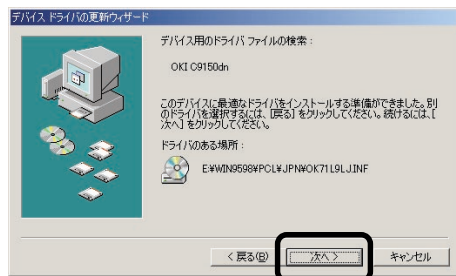 デバイス ドライバの更新ウィザード
デバイス用のドライバ ファイルの検索：
OKI C9150dn
このデバイスに最適なドライバをインストールする準備ができました。別
のドライバを選択するには、[戻る] をクリックしてください。続けるには、[
次へ] をクリックしてください。
ドライバのある場所：
E:¥WIN9598¥PCL¥JPN¥OK71L9LJ.INF
< 戻る(B)
次へ >
キャンセル